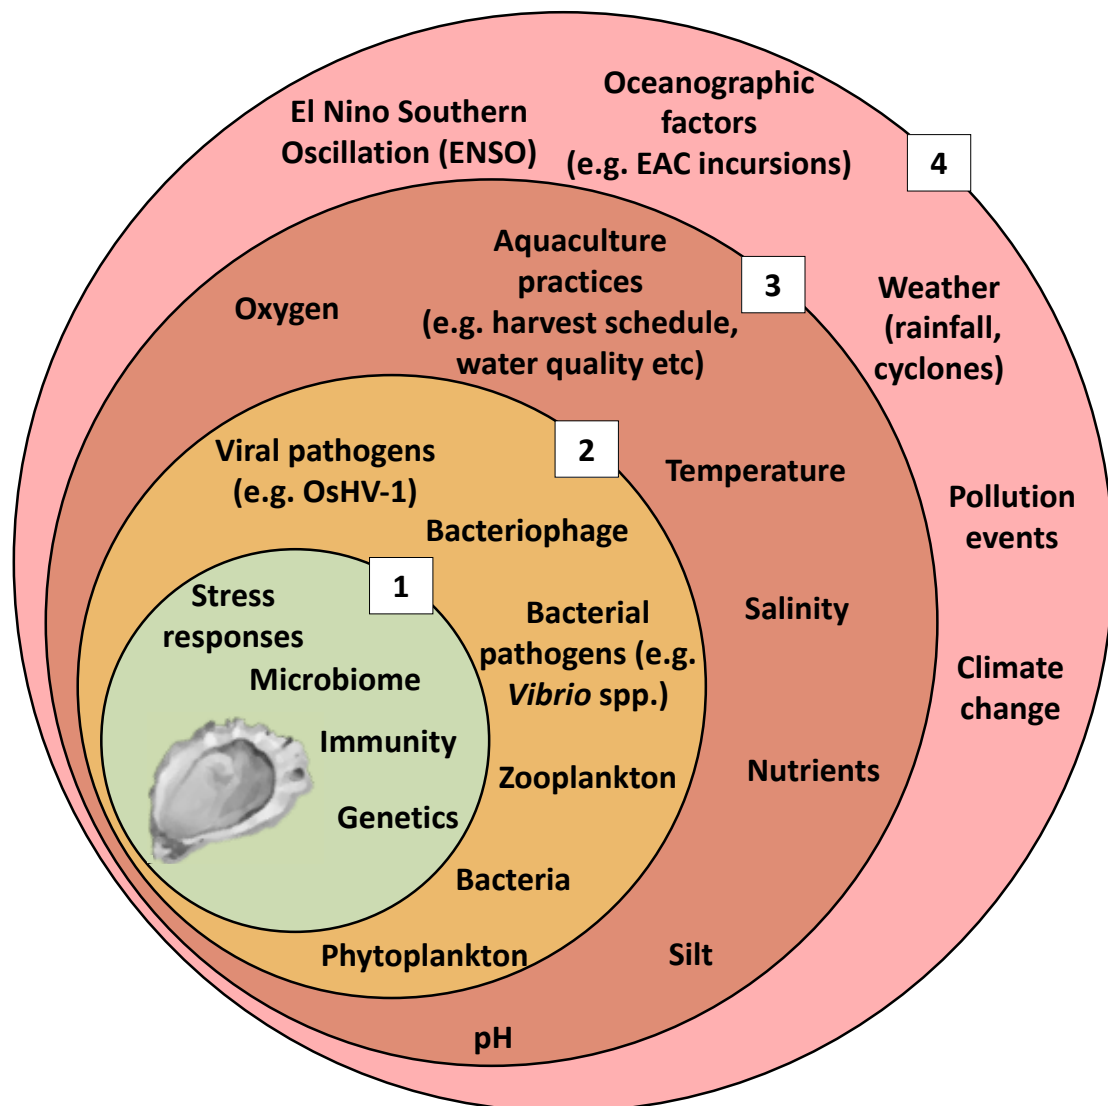 El Nino Southern
Oscillation (ENSO)
Oceanographic
factors
(e.g. EAC incursions)
4
Weather
(rainfall,
cyclones)
Pollution
events
Climate
change
3
Aquaculture
practices
(e.g. harvest schedule,
water quality etc)
Oxygen
Temperature
Salinity
Nutrients
Silt
pH
2
Viral pathogens
(e.g. OsHV-1)
Bacteriophage
Bacterial
pathogens (e.g.
Vibrio spp.)
Zooplankton
Bacteria
Phytoplankton
1
Stress
responses
Microbiome
Immunity
Genetics